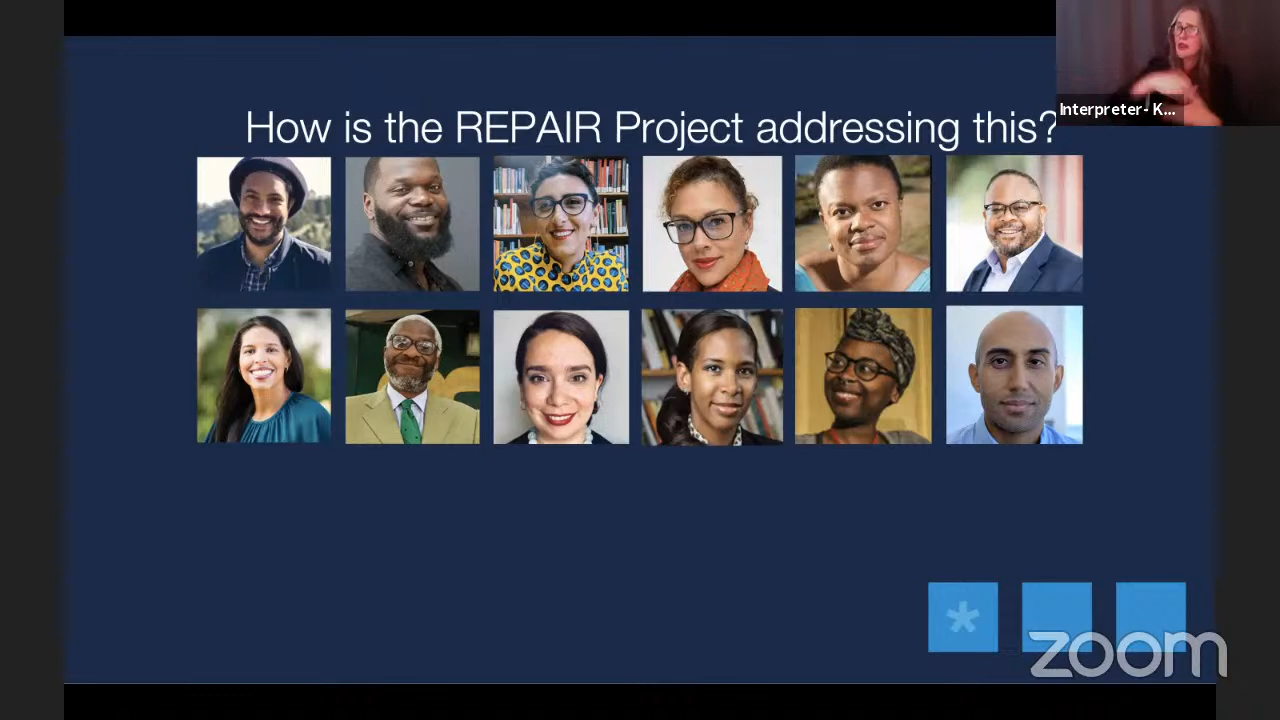 How is the REPAIR Project addressing this?
Interpreter- K...
zoom